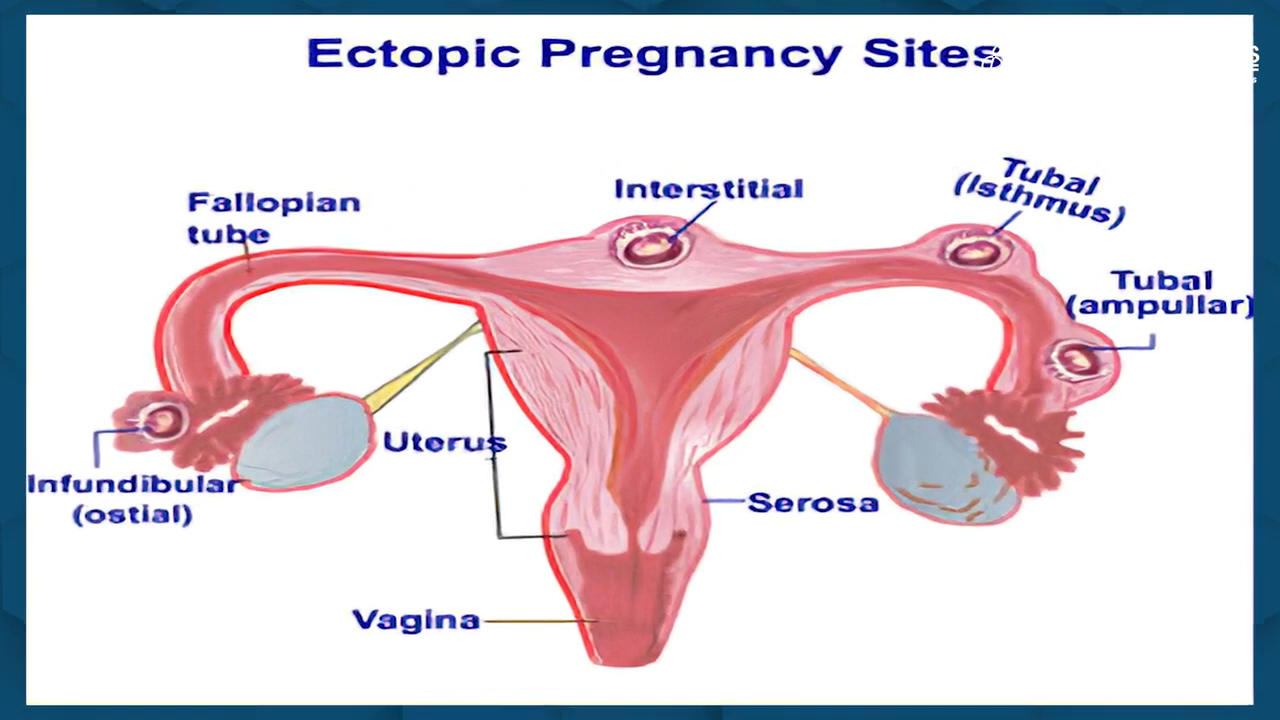 Ectopic Pregnancy Sites
Fallopian
tube
Interstitial
Tubal
(Isthmus)
Tubal
(ampullar)
Uterus
Infundibular
(ostial)
Serosa
Vagina